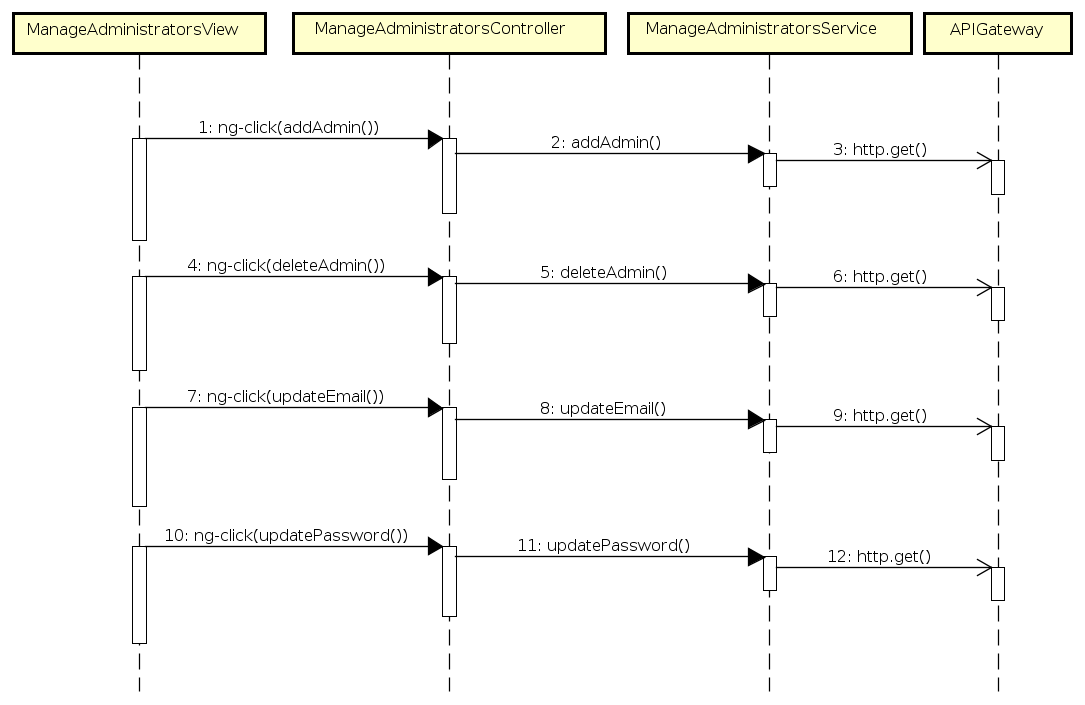 ManageAdministratorsView
ManageAdministratorsController
ManageAdministratorsService
APIGateway
1: ng-click(addAdmin())
2: addAdmin()
3: http.get()
4: ng-click(deleteAdmin())
5: deleteAdmin()
6: http.get()
7: ng-click(updateEmail())
8: updateEmail()
9: http.get()
10: ng-click(updatePassword())
11: updatePassword()
12: http.get()